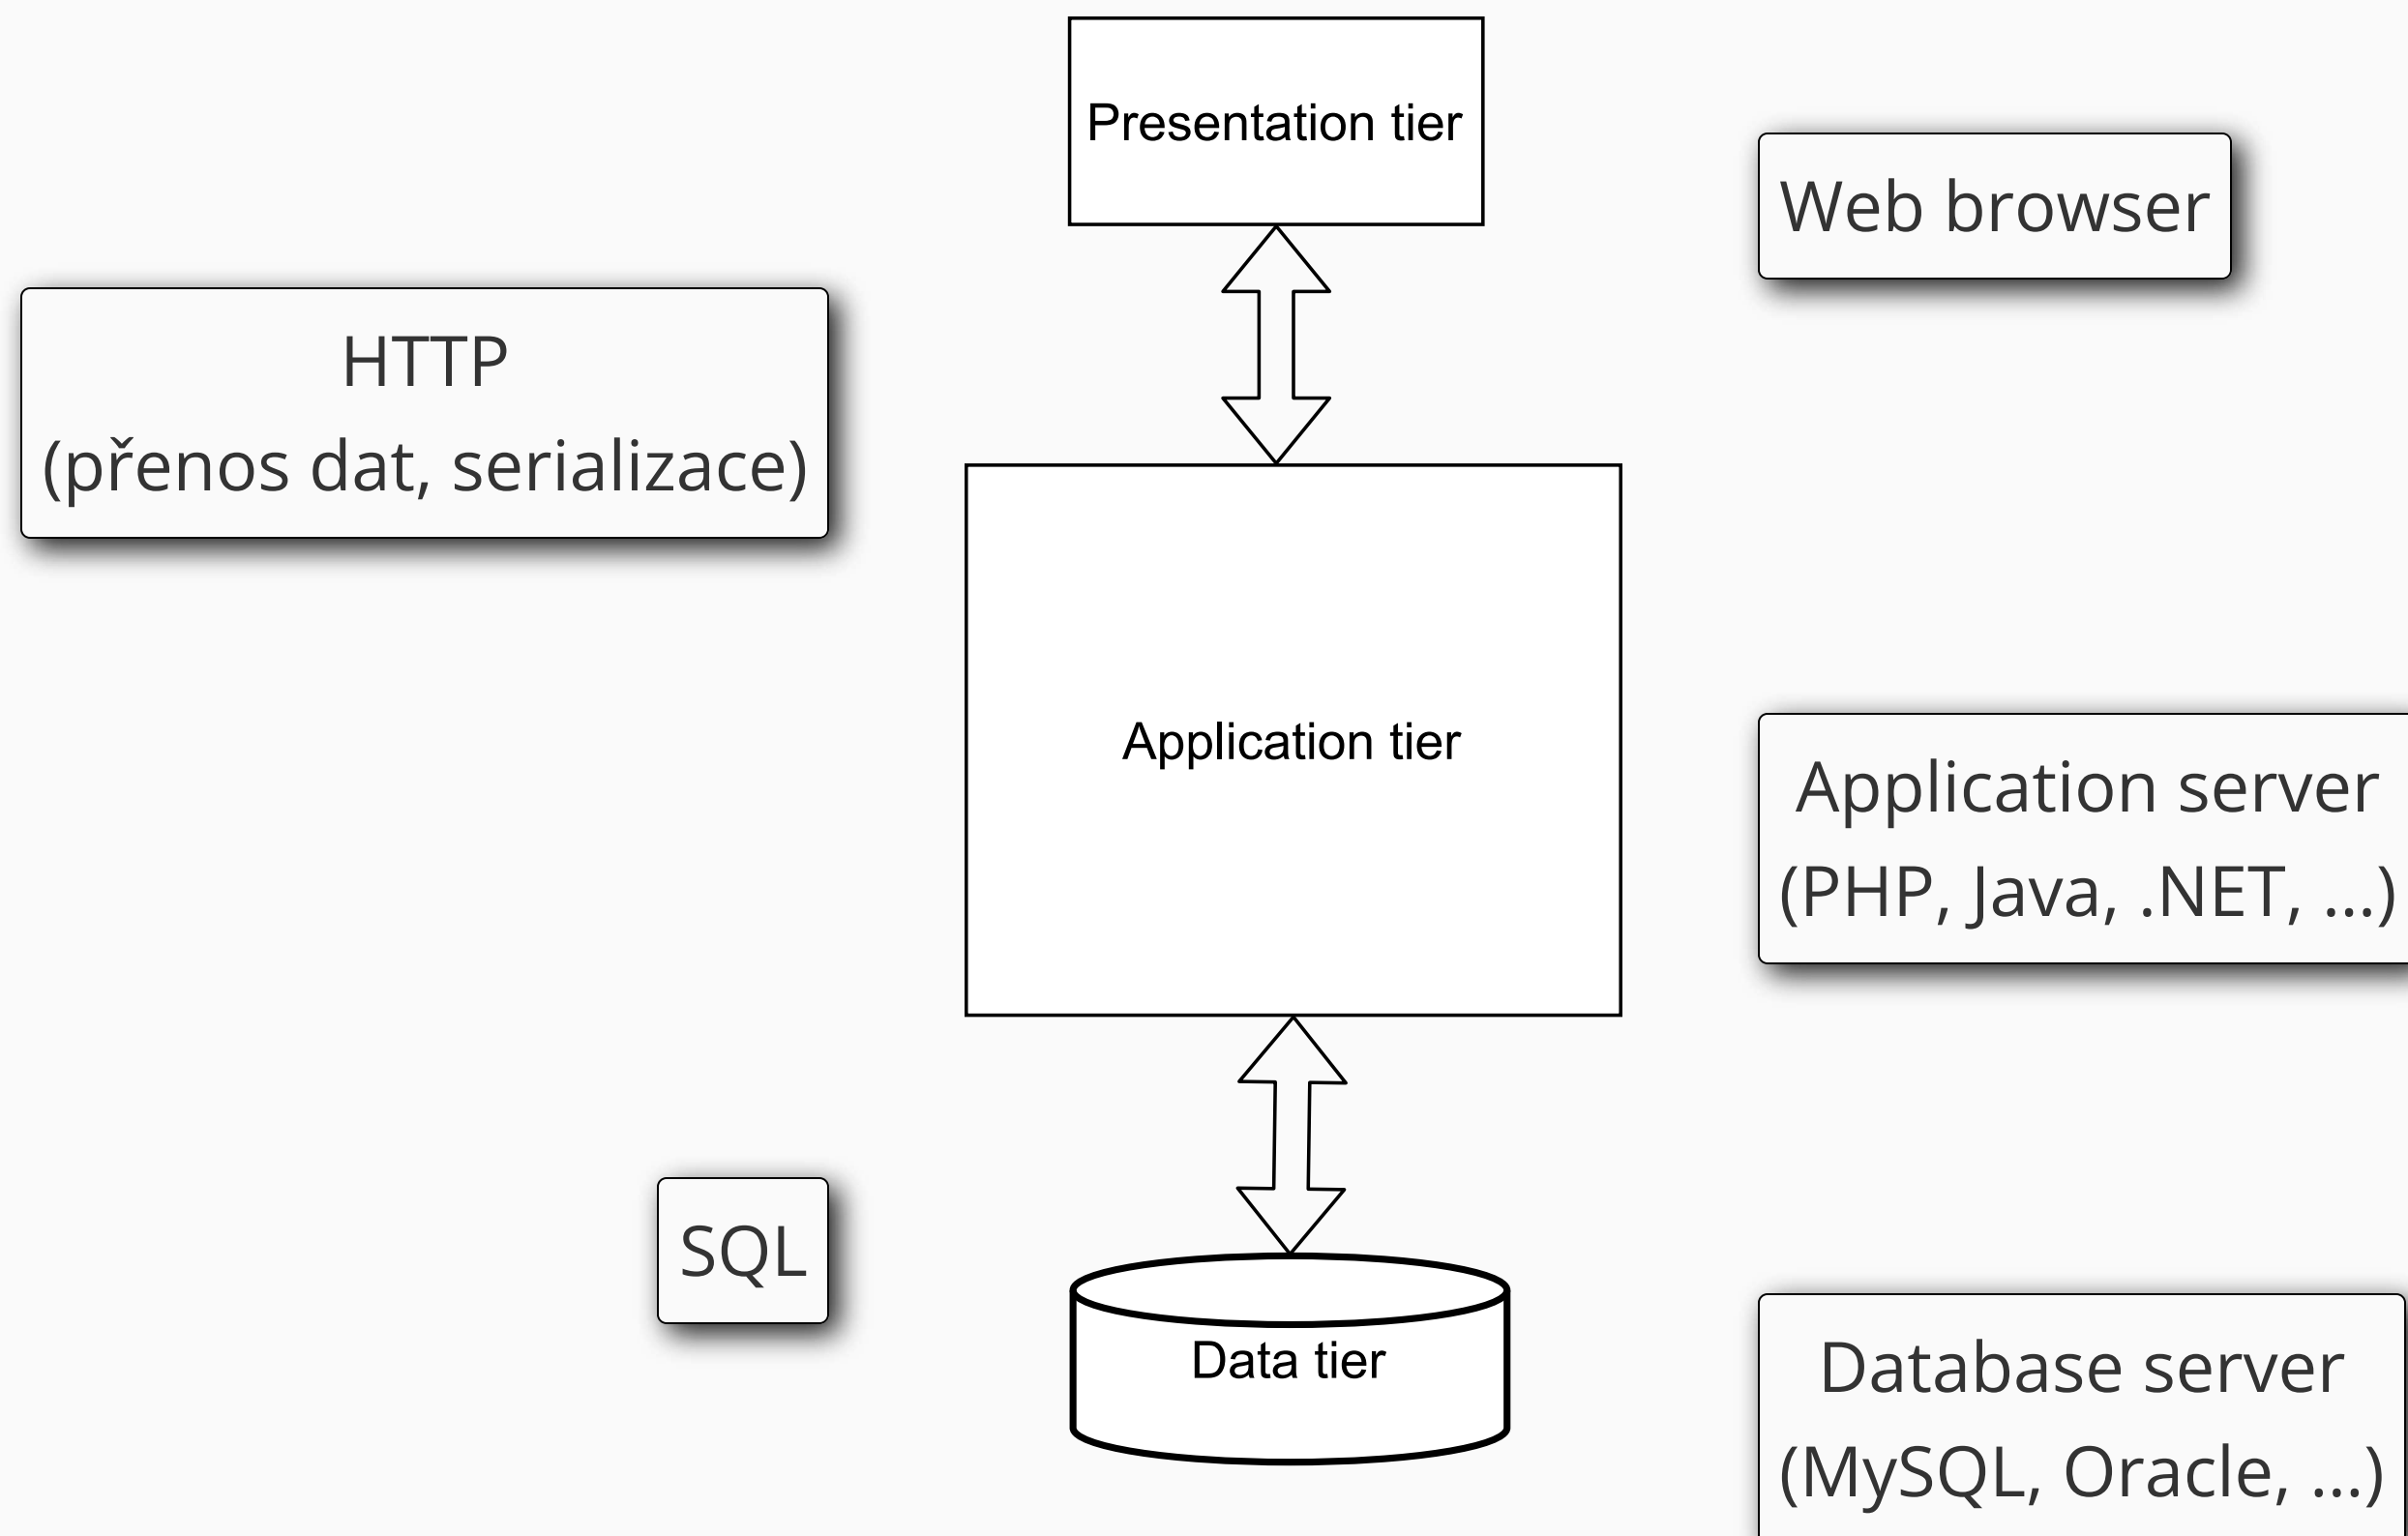 Presentation tier
Web browser
HTTP
(přenos dat, serializace)
Application tier
Application server
(PHP, Java, .NET, ...)
SQL
Data tier
Database server
(MySQL, Oracle, ...)